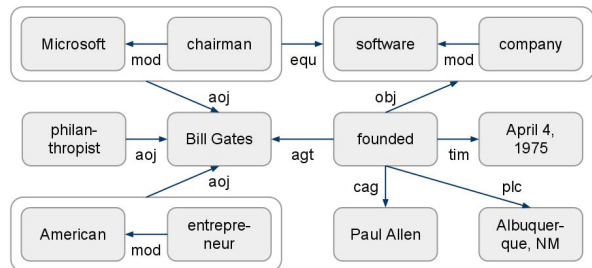 Microsoft
chairman
software
company
mod
equ
mod
aoj
obj
philan-
thropist
Bill Gates
founded
April 4,
1975
aoj
agt
tim
aoj
cag
plc
American
entrepre-
neur
mod
Paul Allen
Albuquer-
que, NM